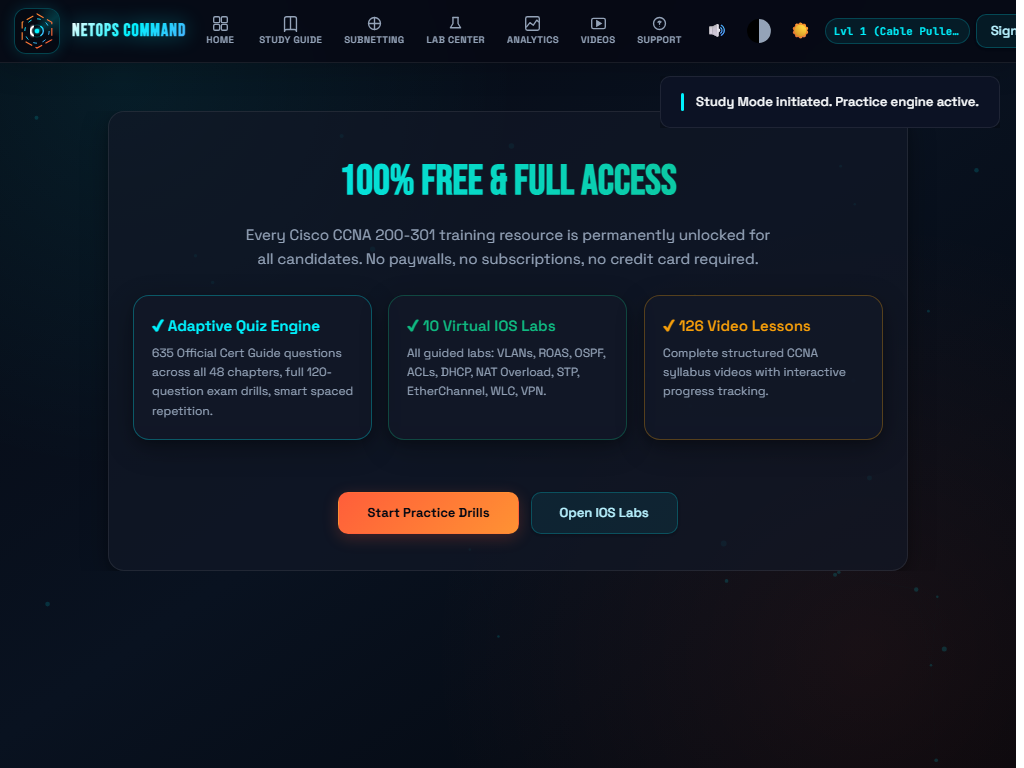 NETOPS COMMAND
HOME
STUDY GUIDE
SUBNETTING
LAB CENTER
ANALYTICS
VIDEOS
SUPPORT
Lvl 1 (Cable Pulle…
Sign
Study Mode initiated. Practice engine active.
100% FREE & FULL ACCESS
Every Cisco CCNA 200-301 training resource is permanently unlocked for
all candidates. No paywalls, no subscriptions, no credit card required.
✓ Adaptive Quiz Engine
635 Official Cert Guide questions
across all 48 chapters, full 120-
question exam drills, smart spaced
repetition.
✓ 10 Virtual IOS Labs
All guided labs: VLANs, ROAS, OSPF,
ACLs, DHCP, NAT Overload, STP,
EtherChannel, WLC, VPN.
✓ 126 Video Lessons
Complete structured CCNA
syllabus videos with interactive
progress tracking.
Start Practice Drills
Open IOS Labs